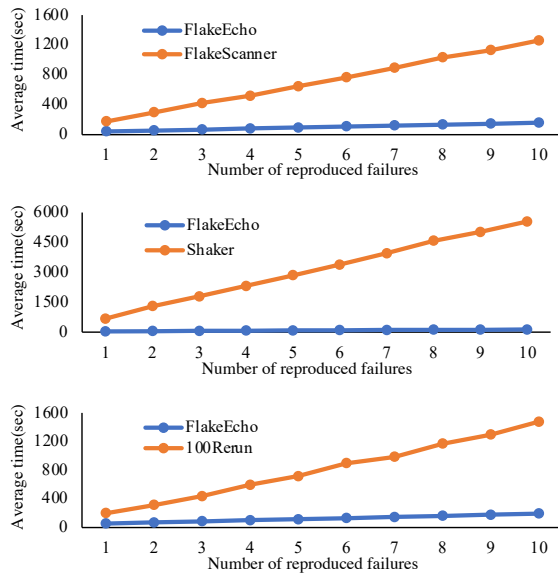 1600
1200
800
400
0
Average time(sec)
FlakeEcho
FlakeScanner
1 2 3 4 5 6 7 8 9 10
Number of reproduced failures
6000
4500
3000
1500
0
Average time(sec)
FlakeEcho
Shaker
1 2 3 4 5 6 7 8 9 10
Number of reproduced failures
1600
1200
800
400
0
Average time(sec)
FlakeEcho
100Rerun
1 2 3 4 5 6 7 8 9 10
Number of reproduced failures